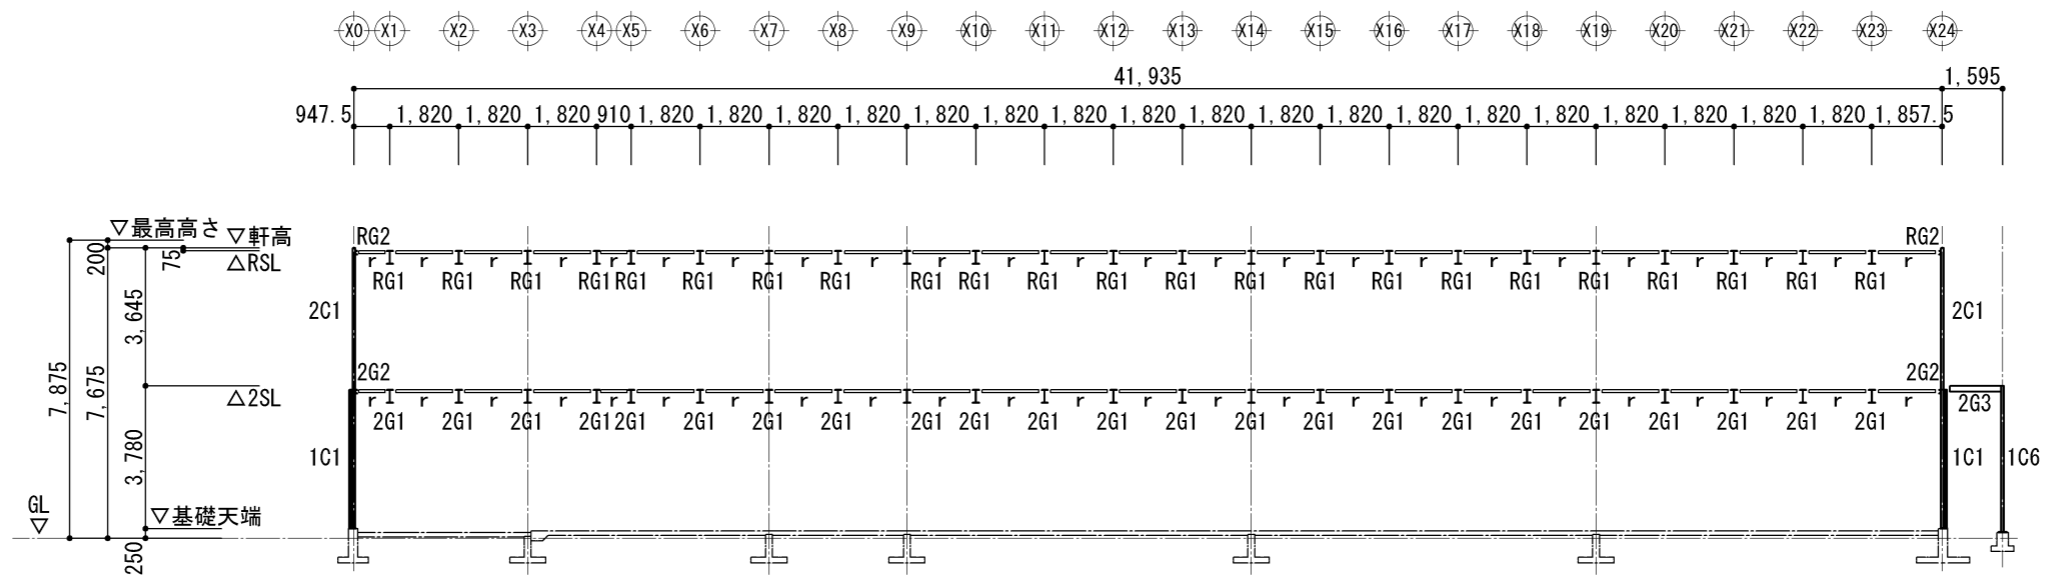 X0 X1 X2 X3 X4 X5 X6 X7 X8 X9 X10 X11 X12 X13 X14 X15 X16 X17 X18 X19 X20 X21 X22 X23 X24
41,935 1,595
947.5 1,820 1,820 1,820 910 1,820 1,820 1,820 1,820 1,820 1,820 1,820 1,820 1,820 1,820 1,820 1,820 1,820 1,820 1,820 1,820 1,820 1,820 1,857.5
▽最高高さ
▽軒高
RG2 RG2
200 75 △RSL
r r r r r r r r r r r r r r r r r r r r r r r r
RG1 RG1 RG1 RG1 RG1 RG1 RG1 RG1 RG1 RG1 RG1 RG1 RG1 RG1 RG1 RG1 RG1 RG1 RG1 RG1 RG1 RG1 RG1
3,645
2C1 2C1
7,875 7,675
2G2 2G2
△2SL
r r r r r r r r r r r r r r r r r r r r r r r r
2G3
2G1 2G1 2G1 2G1 2G1 2G1 2G1 2G1 2G1 2G1 2G1 2G1 2G1 2G1 2G1 2G1 2G1 2G1 2G1 2G1 2G1 2G1 2G1
3,780
1C1 1C1 1C6
GL
▽
▽基礎天端
250